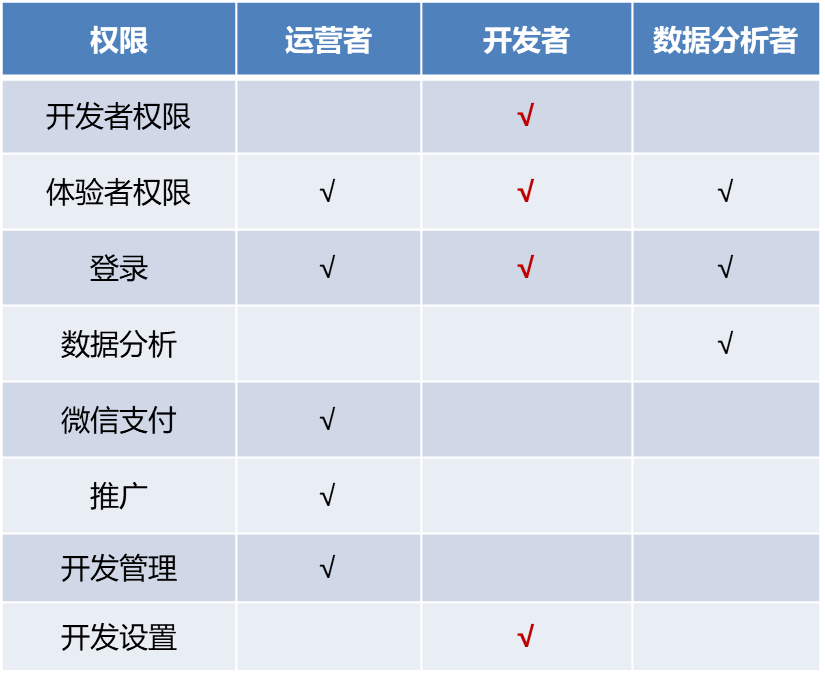 权限 运营者 开发者 数据分析者
开发者权限 √
体验者权限 √ √ √
登录 √ √ √
数据分析 √
微信支付 √
推广 √
开发管理 √
开发设置 √